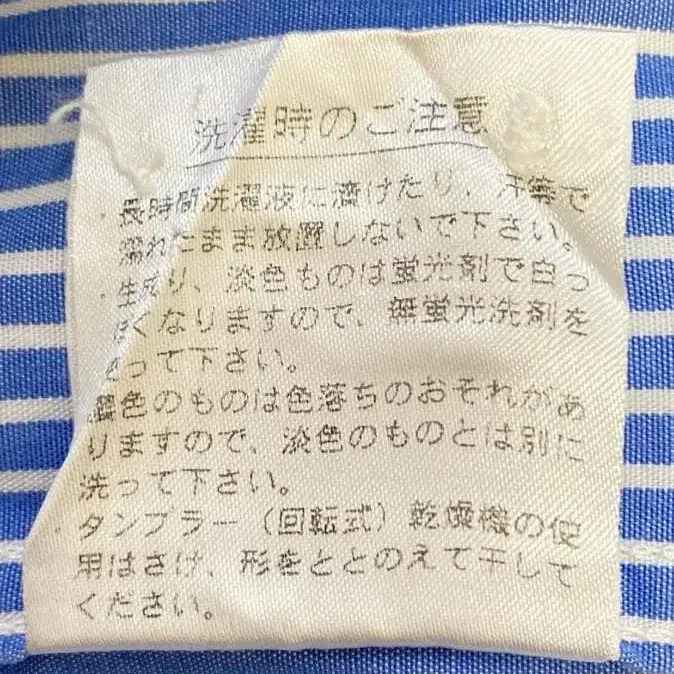 洗濯時のご注意
・長時間洗濯液に漬けたり、汗等で
濡れたまま放置しないで下さい。
・生成り、淡色ものは蛍光剤で白っ
ぽくなりますので、無蛍光洗剤を
さって下さい。
濃色のものは色落ちのおそれがあ
りますので、淡色のものとは別に
洗って下さい。
・タンブラー（回転式）乾燥機の使
用はさけ、形をととのえて干して
ください。